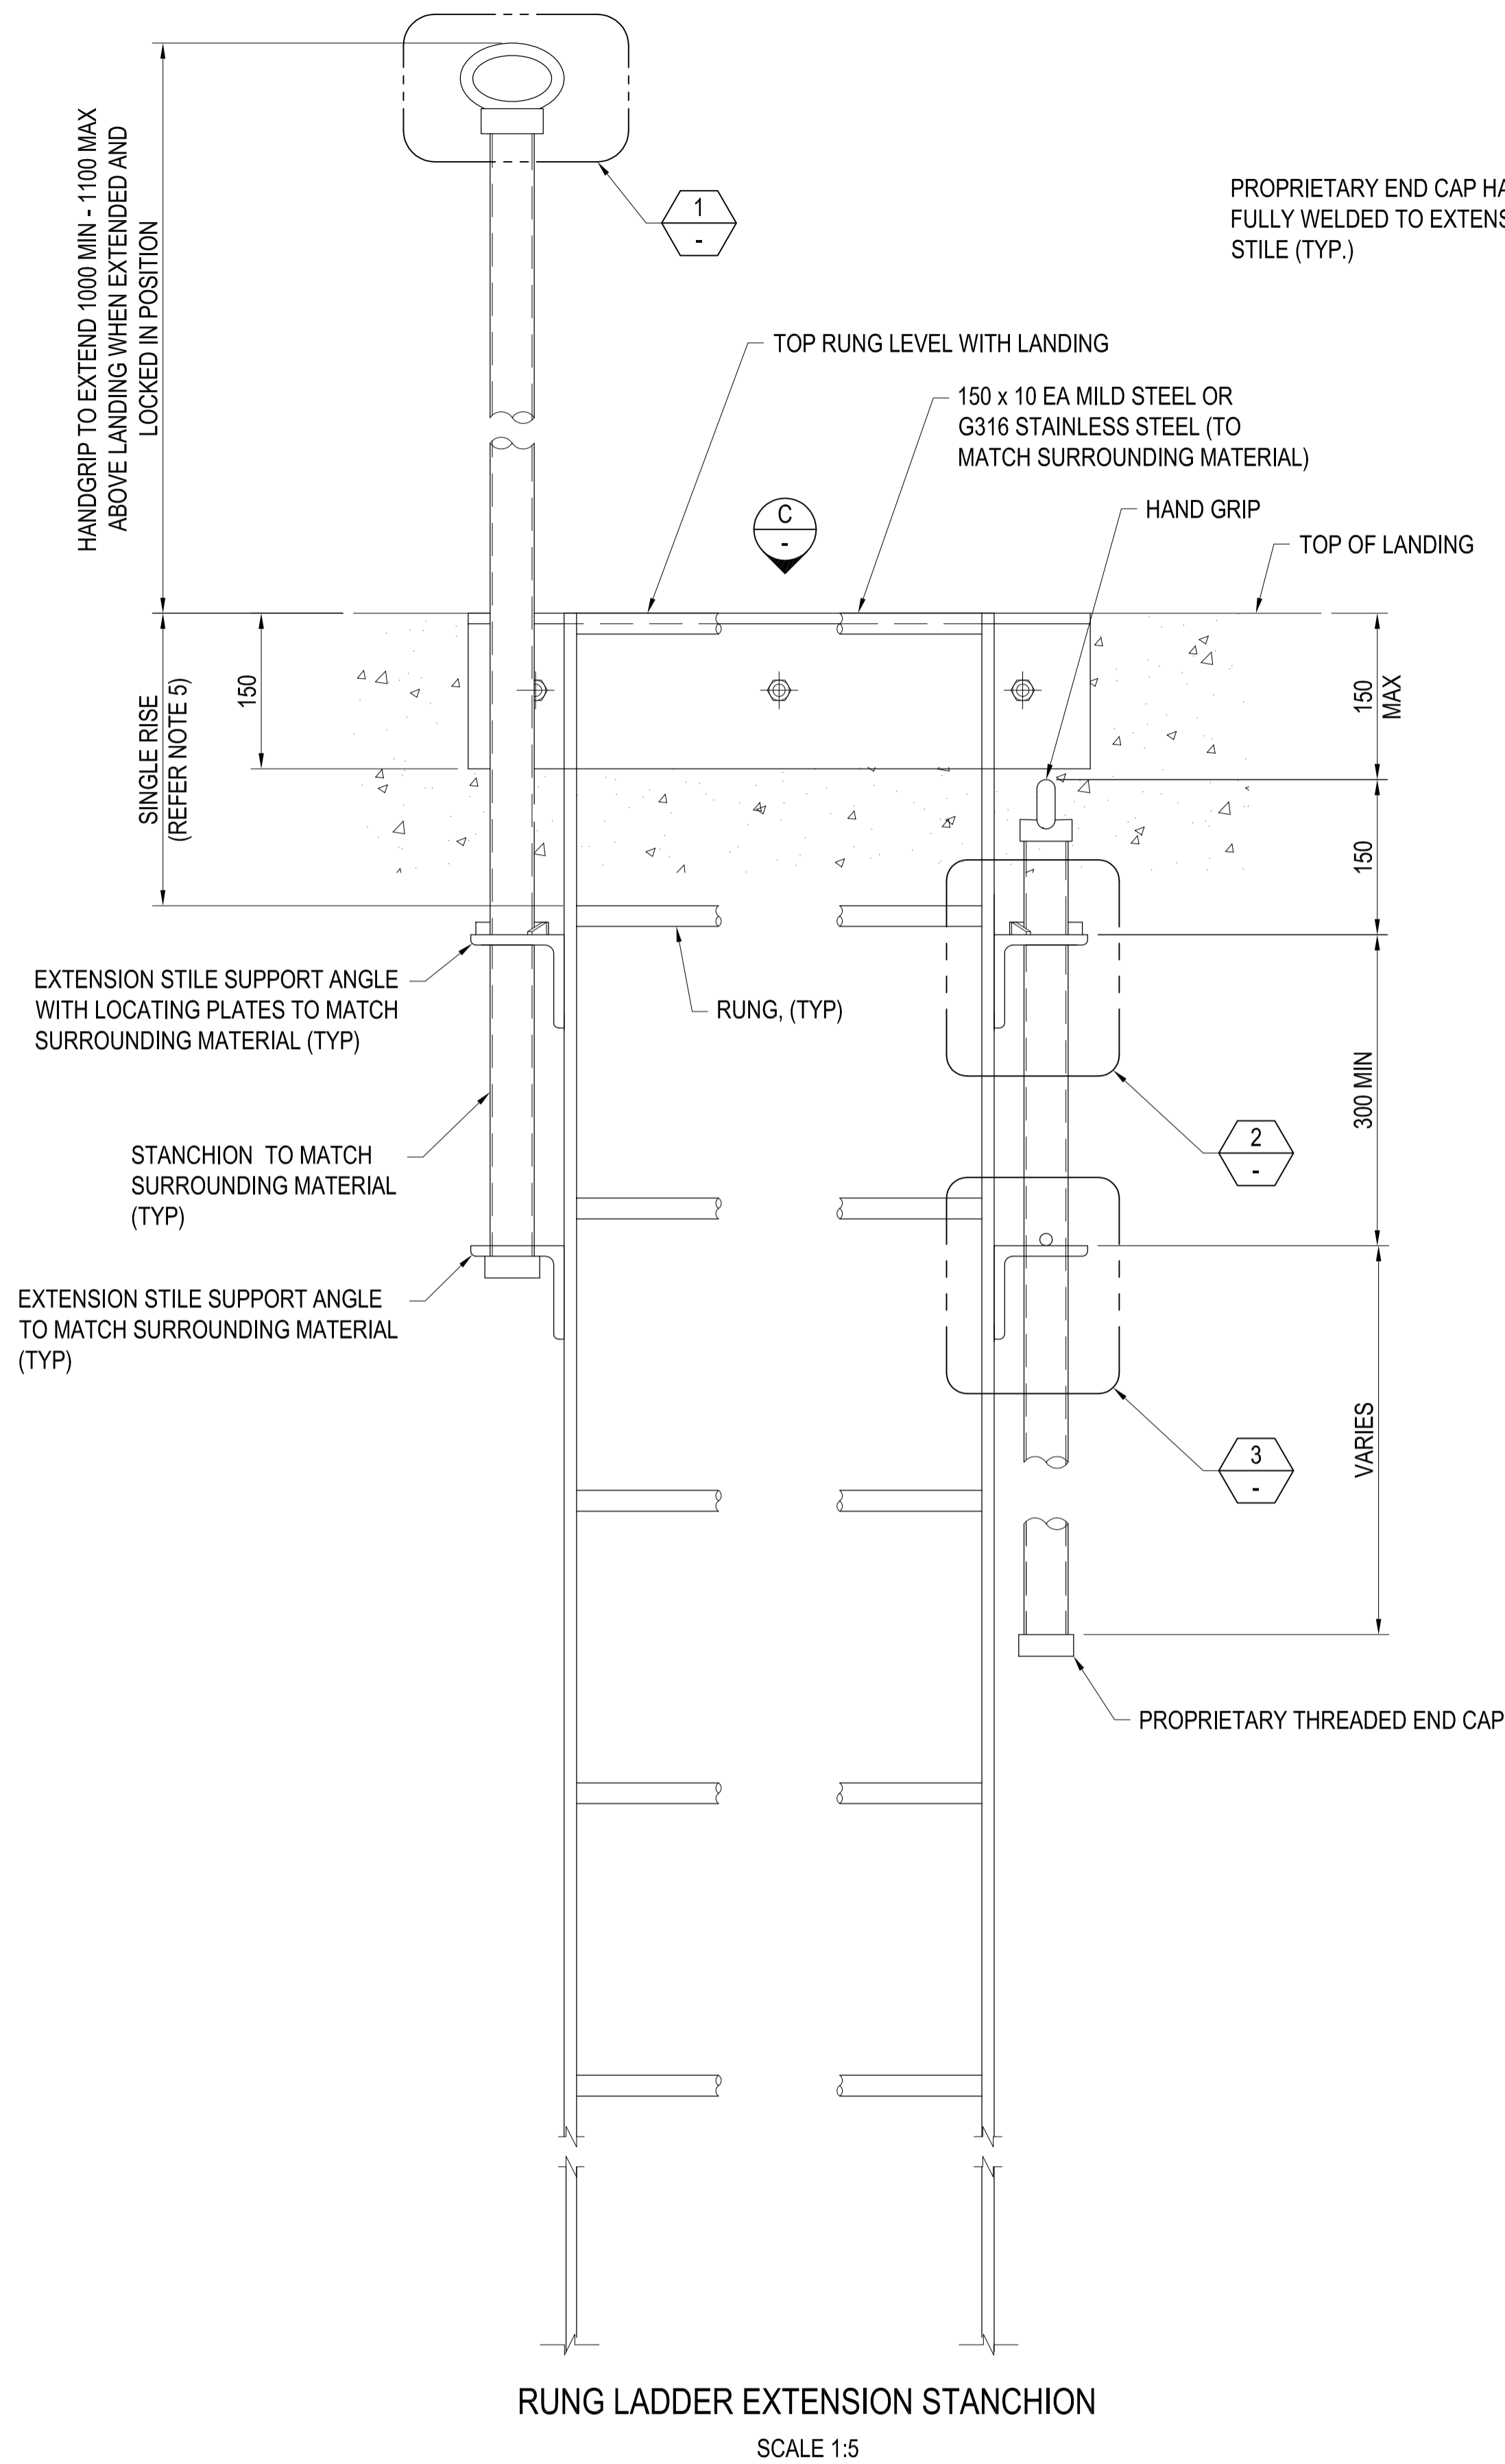 HANDGRIP TO EXTEND 1000 MIN - 1100 MAX
ABOVE LANDING WHEN EXTENDED AND
LOCKED IN POSITION
1
-
PROPRIETARY END CAP
FULLY WELDED TO
STILE (TYP.)
TOP RUNG LEVEL WITH LANDING
150 x 10 EA MILD STEEL OR
G316 STAINLESS STEEL (TO
MATCH SURROUNDING MATERIAL)
HAND GRIP
C
-
TOP OF LANDING
SINGLE RISE
(REFER NOTE 5)
150
150
MAX
150
EXTENSION STILE SUPPORT ANGLE
WITH LOCATING PLATES TO MATCH
SURROUNDING MATERIAL (TYP)
RUNG, (TYP)
300 MIN
2
-
STANCHION TO MATCH
SURROUNDING MATERIAL
(TYP)
EXTENSION STILE SUPPORT ANGLE
TO MATCH SURROUNDING MATERIAL
(TYP)
VARIES
3
-
PROPRIETARY THREADED END CAP
RUNG LADDER EXTENSION STANCHION
SCALE 1:5